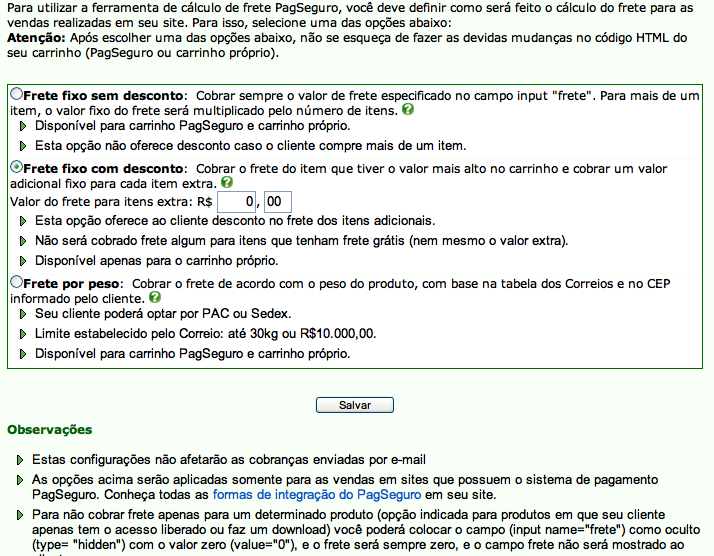 Para utilizar a ferramenta de cálculo de frete PagSeguro, você deve definir como será feito o cálculo do frete para as
vendas realizadas em seu site. Para isso, selecione uma das opções abaixo:
Atenção: Após escolher uma das opções abaixo, não se esqueça de fazer as devidas mudanças no código HTML do
seu carrinho (PagSeguro ou carrinho próprio).
Frete fixo sem desconto: Cobrar sempre o valor de frete especificado no campo input "frete". Para mais de um
item, o valor fixo do frete será multiplicado pelo número de itens. ?
Disponível para carrinho PagSeguro e carrinho próprio.
Esta opção não oferece desconto caso o cliente compre mais de um item.
Frete fixo com desconto: Cobrar o frete do item que tiver o valor mais alto no carrinho e cobrar um valor
adicional fixo para cada item extra. ?
Valor do frete para itens extra: R$ 0 , 00
Esta opção oferece ao cliente desconto no frete dos itens adicionais.
Não será cobrado frete algum para itens que tenham frete grátis (nem mesmo o valor extra).
Disponível apenas para o carrinho próprio.
Frete por peso: Cobrar o frete de acordo com o peso do produto, com base na tabela dos Correios e no CEP
informado pelo cliente. ?
Seu cliente poderá optar por PAC ou Sedex.
Limite estabelecido pelo Correio: até 30kg ou R$10.000,00.
Disponível para carrinho PagSeguro e carrinho próprio.
Salvar
Observações
Estas configurações não afetarão as cobranças enviadas por e-mail
As opções acima serão aplicadas somente para as vendas em sites que possuem o sistema de pagamento
PagSeguro. Conheça todas as formas de integração do PagSeguro em seu site.
Para não cobrar frete apenas para um determinado produto (opção indicada para produtos em que seu cliente
apenas tem o acesso liberado ou faz um download) você poderá colocar o campo (input name="frete") como oculto
(type= "hidden") com o valor zero (value="0"), e o frete será sempre zero, e o campo frete não será mostrado ao